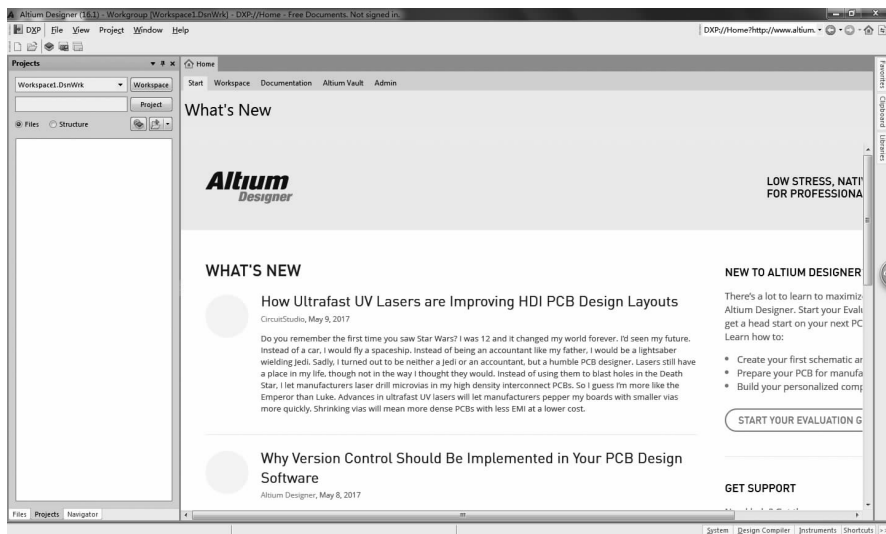 Altium Designer (16.1) - Workgroup [Workspace1.DsnWrk] - DXP://Home - Free Documents. Not signed in.
DXP File View Project Window Help
DXP://Home?http://www.altium.
Projects
Home
Workspace1.DsnWrk Workspace
Project
Files Structure
Start Workspace Documentation Altium Vault Admin
What's New
Altium
Designer
LOW STRESS, NATI
FOR PROFESSIONA
WHAT'S NEW
How Ultrafast UV Lasers are Improving HDI PCB Design Layouts
CircuitStudio, May 9, 2017
Do you remember the first time you saw Star Wars? I was 12 and it changed my world forever. I'd seen my future.
Instead of a car, I would fly a spaceship. Instead of being an accountant like my father, I would be a lightsaber
wielding Jedi. Sadly, I turned out to be neither a Jedi or an accountant, but a humble PCB designer. Lasers still have
a place in my life, though not in the way I thought they would. Instead of using them to blast holes in the Death
Star, I let manufacturers laser drill microvias in my high density interconnect PCBs. So I guess I'm more like the
Emperor than Luke. Advances in ultrafast UV lasers will let manufacturers pepper my boards with smaller vias
more quickly. Shrinking vias will mean more dense PCBs with less EMI at a lower cost.
Why Version Control Should Be Implemented in Your PCB Design
Software
Altium Designer, May 8, 2017
NEW TO ALTIUM DESIGNER
There's a lot to learn to maximiz
Altium Designer. Start your Evalu
get a head start on your next PC
Learn how to:
Create your first schematic ar
Prepare your PCB for manufa
Build your personalized comp
START YOUR EVALUATION G
GET SUPPORT
Favorites
Clipboard
Libraries
Files Projects Navigator
System Design Compiler Instruments Shortcuts >>